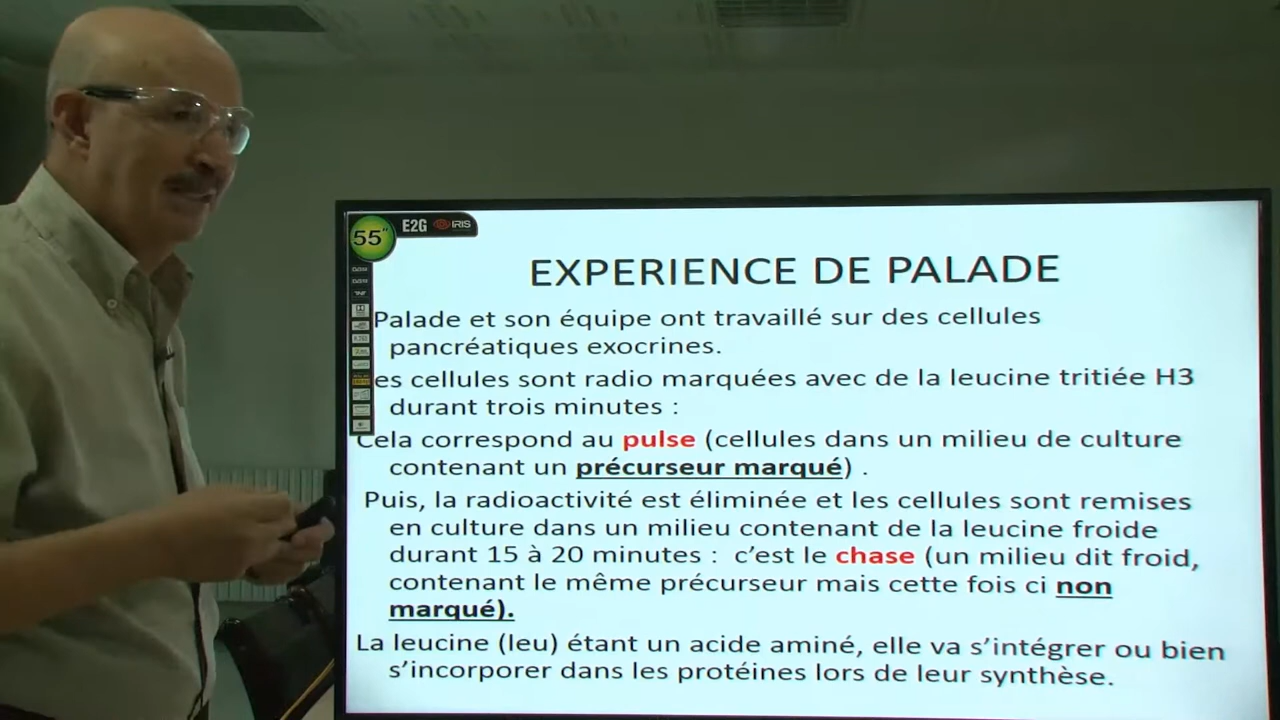 55"
E2G IRIS
EXPERIENCE DE PALADE
Palade et son équipe ont travaillé sur des cellules
pancréatiques exocrines.
es cellules sont radio marquées avec de la leucine tritiée H3
durant trois minutes :
Cela correspond au pulse (cellules dans un milieu de culture
contenant un précurseur marqué) .
Puis, la radioactivité est éliminée et les cellules sont remises
en culture dans un milieu contenant de la leucine froide
durant 15 à 20 minutes : c’est le chase (un milieu dit froid,
contenant le même précurseur mais cette fois ci non
marqué).
La leucine (leu) étant un acide aminé, elle va s’intégrer ou bien
s’incorporer dans les protéines lors de leur synthèse.